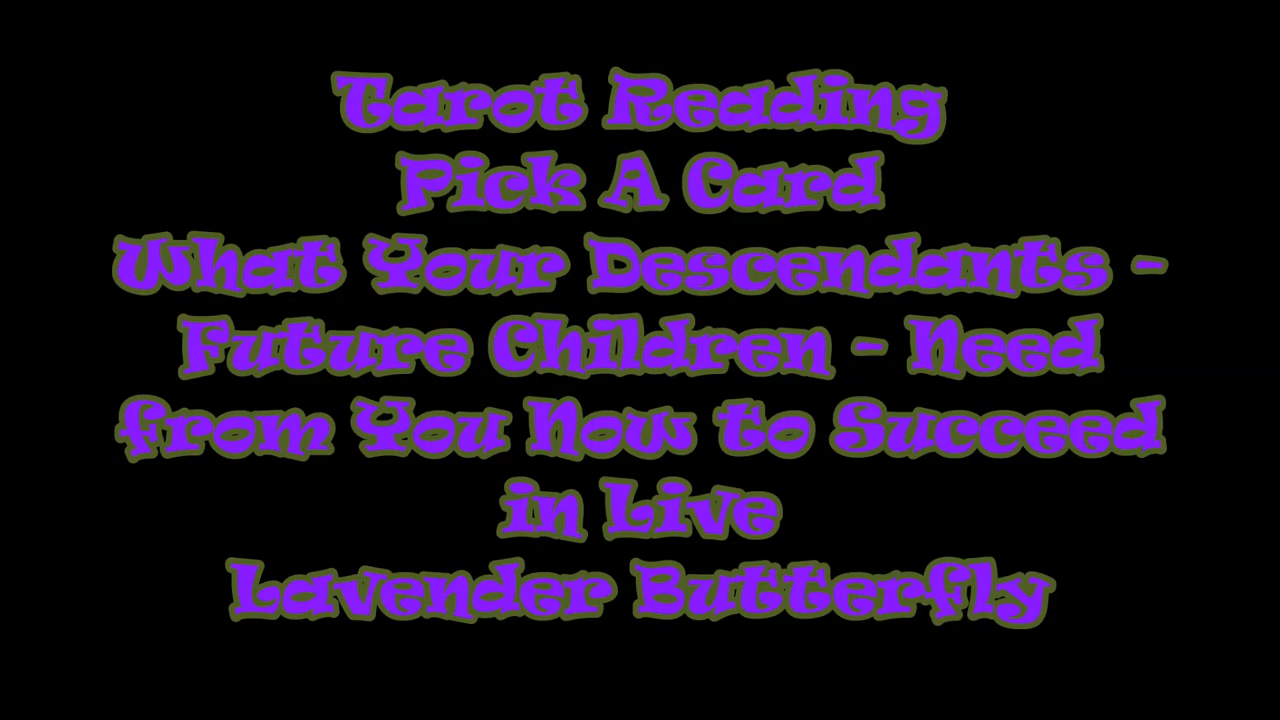 Tarot Reading
Pick A Card
What Your Descendants -
Future Children - Need
from You Now to Succeed
in Live
Lavender Butterfly